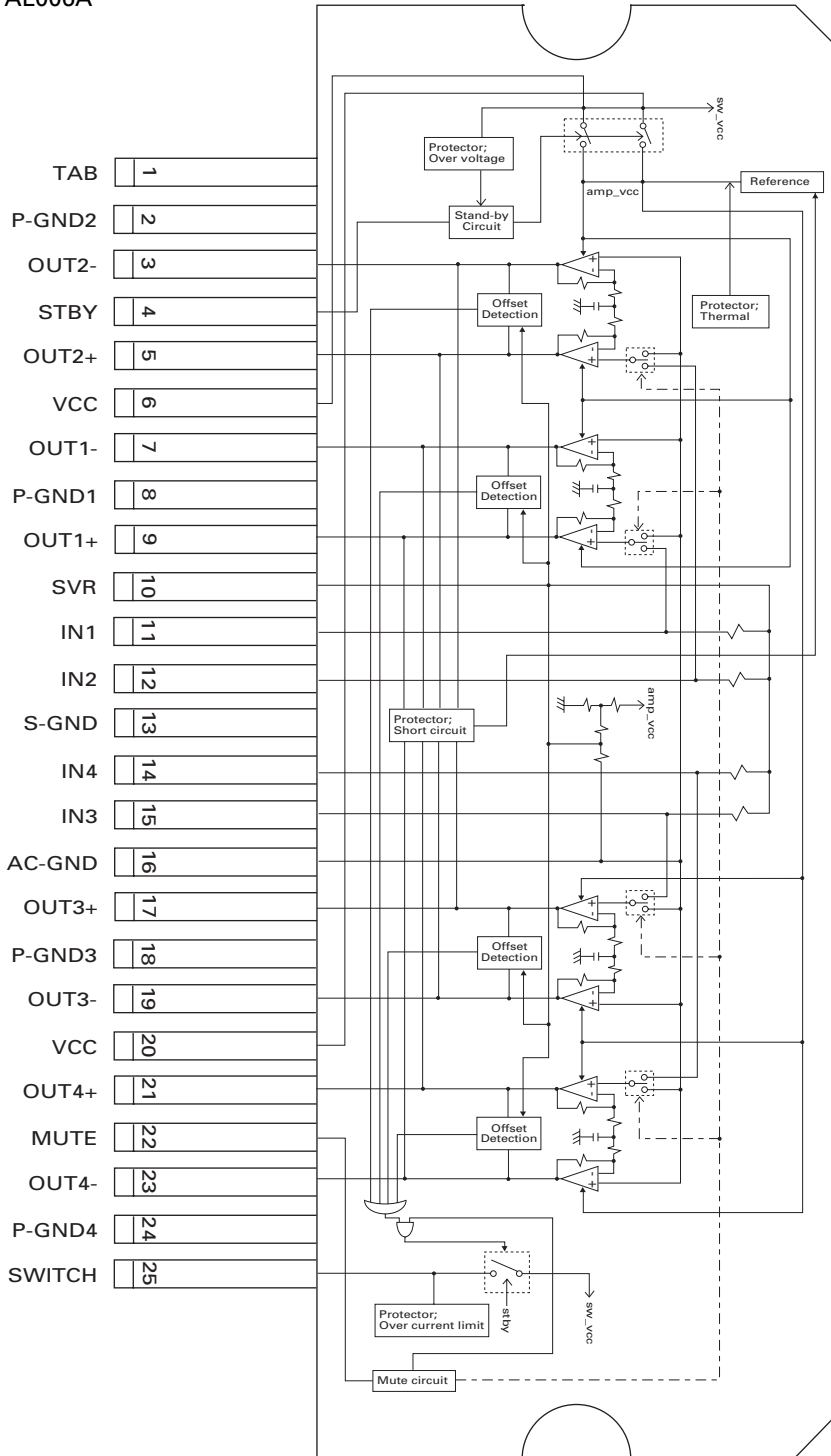 TAB 1
P-GND2 2
OUT2- 3
STBY 4
OUT2+ 5
VCC 6
OUT1- 7
P-GND1 8
OUT1+ 9
SVR 10
IN1 11
IN2 12
S-GND 13
IN4 14
IN3 15
AC-GND 16
OUT3+ 17
P-GND3 18
OUT3- 19
VCC 20
OUT4+ 21
MUTE 22
OUT4- 23
P-GND4 24
SWITCH 25
sw_vcc
Protector;
Over voltage
Reference
amp_vcc
Stand-by
Circuit
+
-
Offset
Detection
Protector;
Thermal
-
+
+
-
Offset
Detection
-
+
amp_vcc
Protector;
Short circuit
+
-
Offset
Detection
-
+
+
-
Offset
Detection
-
+
stby
sw_vcc
Protector;
Over current limit
Mute circuit